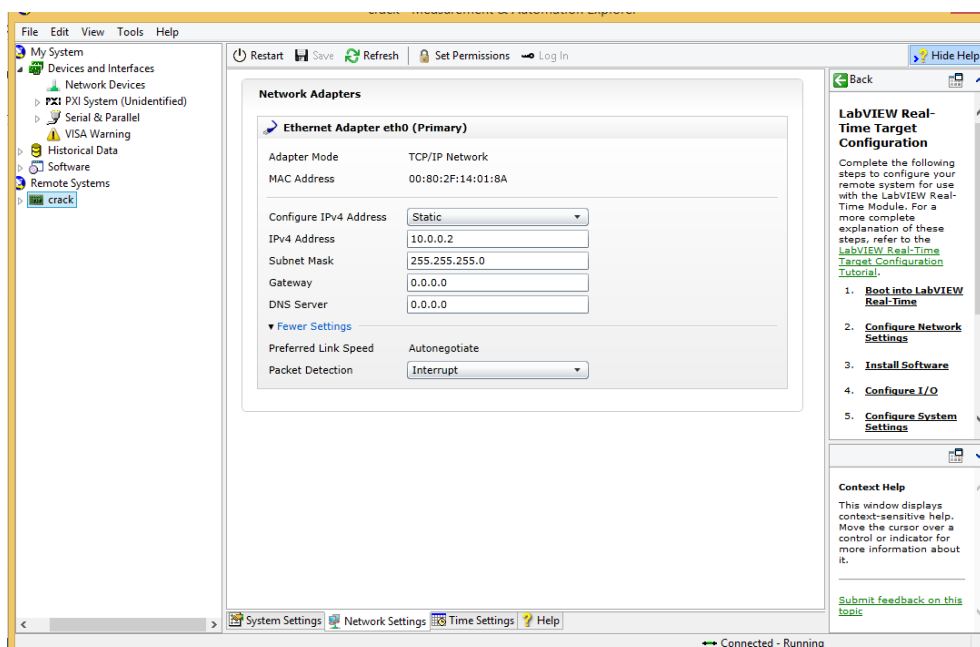 crack - Measurement & Automation Explorer
File Edit View Tools Help
My System
Devices and Interfaces
Network Devices
PXI PXI System (Unidentified)
Serial & Parallel
VISA Warning
Historical Data
Software
Remote Systems
crack
Restart Save Refresh Set Permissions Log In
Hide Help
Network Adapters
Ethernet Adapter eth0 (Primary)
Adapter Mode TCP/IP Network
MAC Address 00:80:2F:14:01:8A
Configure IPv4 Address Static
IPv4 Address 10.0.0.2
Subnet Mask 255.255.255.0
Gateway 0.0.0.0
DNS Server 0.0.0.0
Fewer Settings
Preferred Link Speed Autonegotiate
Packet Detection Interrupt
Back
LabVIEW Real-
Time Target
Configuration
Complete the following
steps to configure your
remote system for use
with the LabVIEW Real-
Time Module. For a
more complete
explanation of these
steps, refer to the
LabVIEW Real-Time
Target Configuration
Tutorial.
1. Boot into LabVIEW
Real-Time
2. Configure Network
Settings
3. Install Software
4. Configure I/O
5. Configure System
Settings
Context Help
This window displays
context-sensitive help.
Move the cursor over a
control or indicator for
more information about
it.
Submit feedback on this
topic
System Settings Network Settings Time Settings Help
Connected - Running